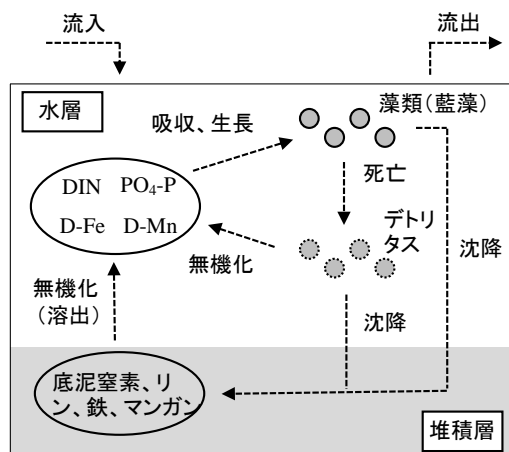 流入
流出
水層
藻類(藍藻)
吸収、生長
DIN PO₄-P
D-Fe D-Mn
死亡
デトリ
タス
無機化
沈降
無機化
(溶出)
沈降
底泥窒素、リ
ン、鉄、マンガン
堆積層